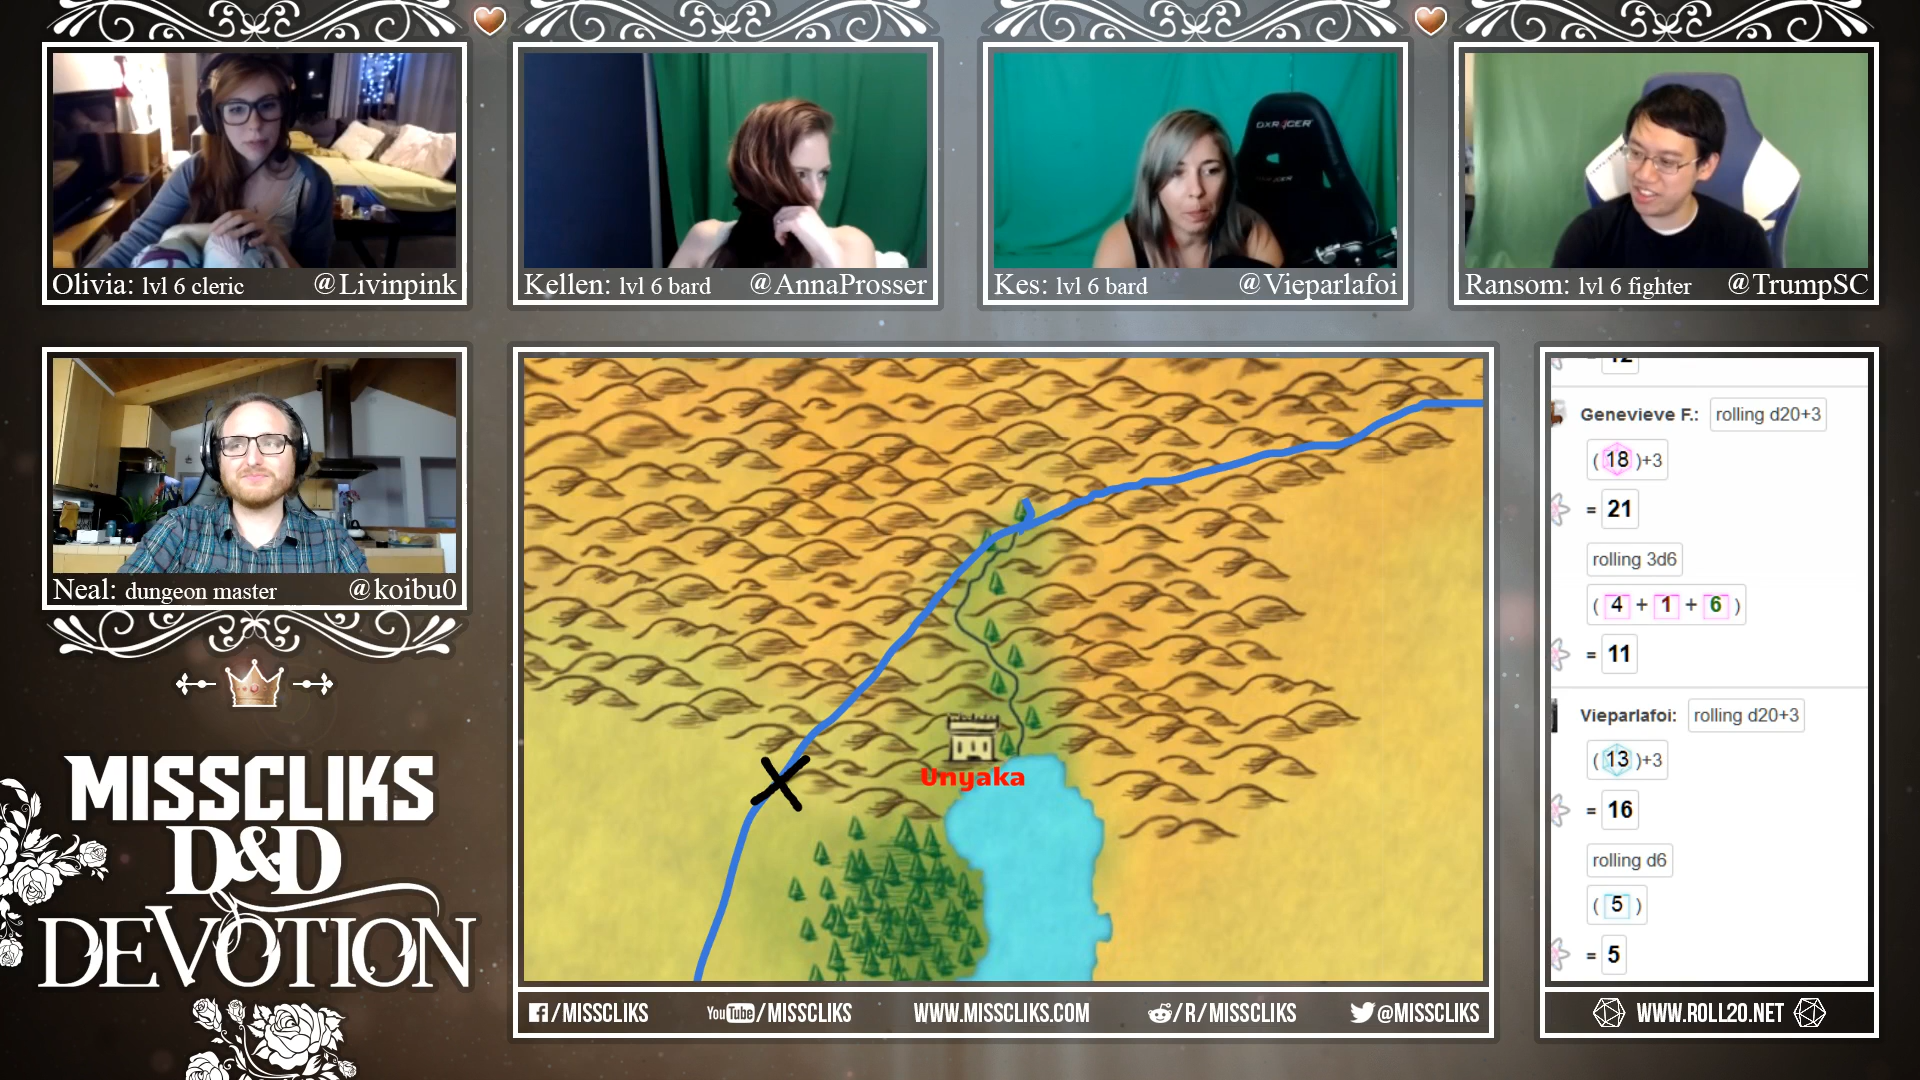 Olivia: lvl 6 cleric @Livinpink
Kellen: lvl 6 bard @AnnaProsser
DXRACER
Kes: lvl 6 bard @Vieparlafoi
Ransom: lvl 6 fighter @TrumpSC
Neal: dungeon master @koibu0
MISSCLIKS
D&D
DEVOTION
Unyaka
12
Genevieve F.: rolling d20+3
(18)+3
= 21
rolling 3d6
(4 + 1 + 6)
= 11
Vieparlafoi: rolling d20+3
(13)+3
= 16
rolling d6
(5)
= 5
/MISSCLIKS YouTube/MISSCLIKS WWW.MISSCLIKS.COM /R/MISSCLIKS @MISSCLIKS
WWW.ROLL20.NET